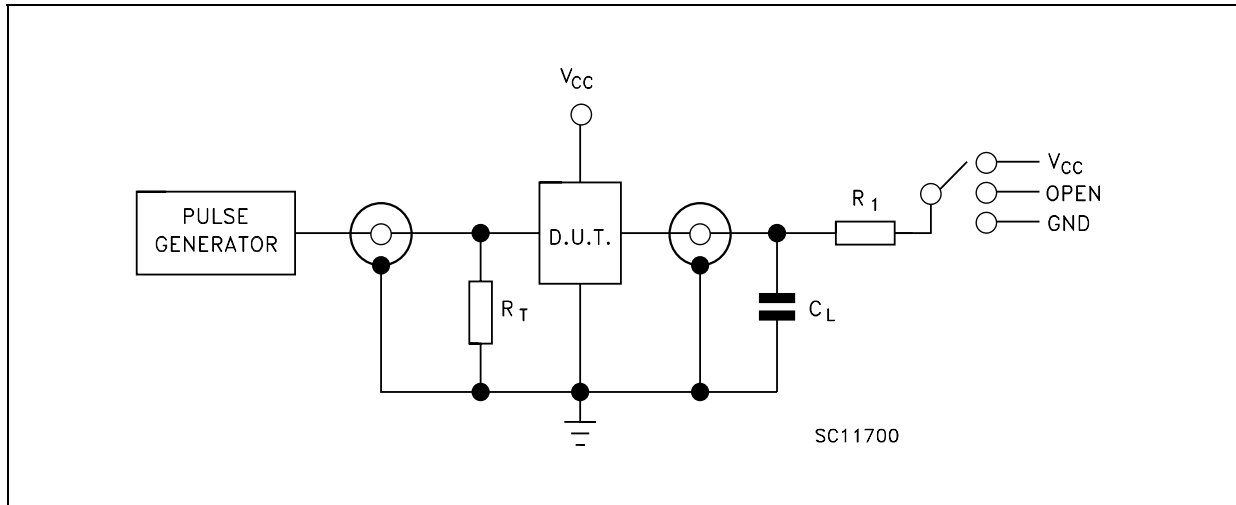 VCC
PULSE
GENERATOR
RT
D.U.T.
CL
R1
VCC
OPEN
GND
SC11700